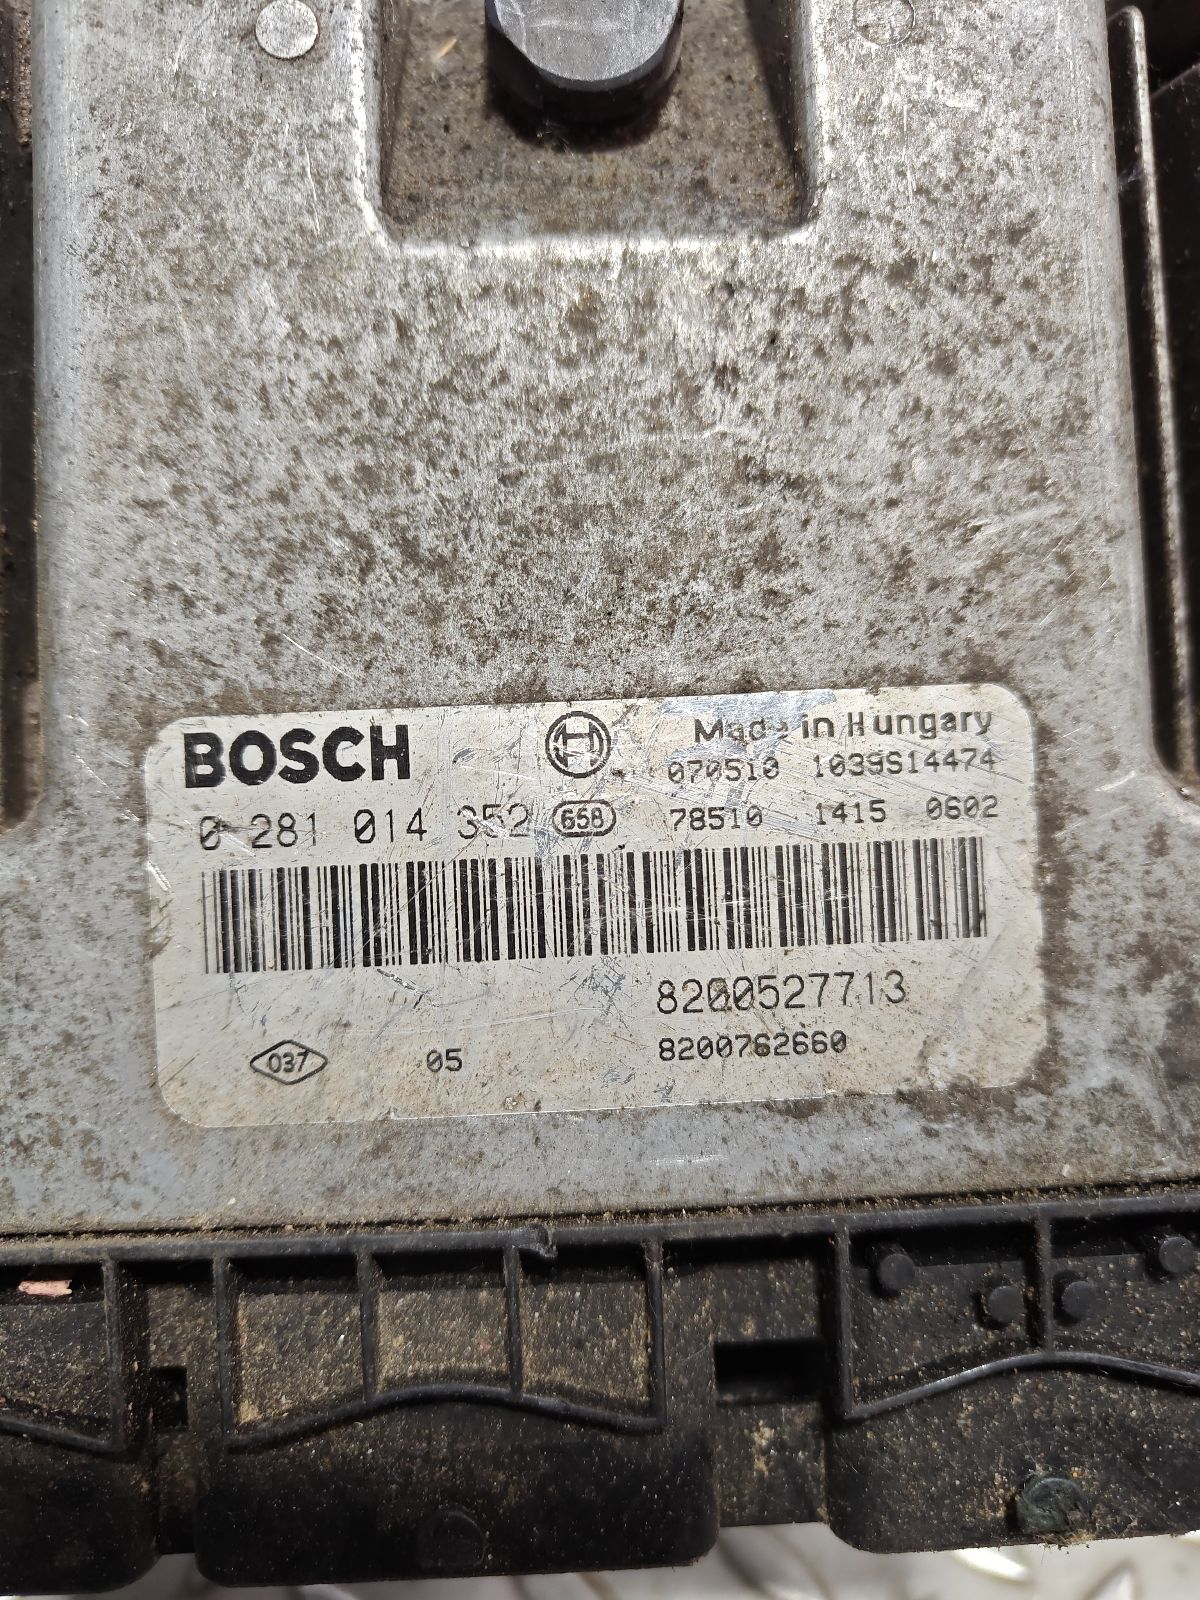 BOSCH
Made in Hungary
070510 1039S14474
0 281 014 352 658 78510 1415 0602
8200527713
037 05 8200762660